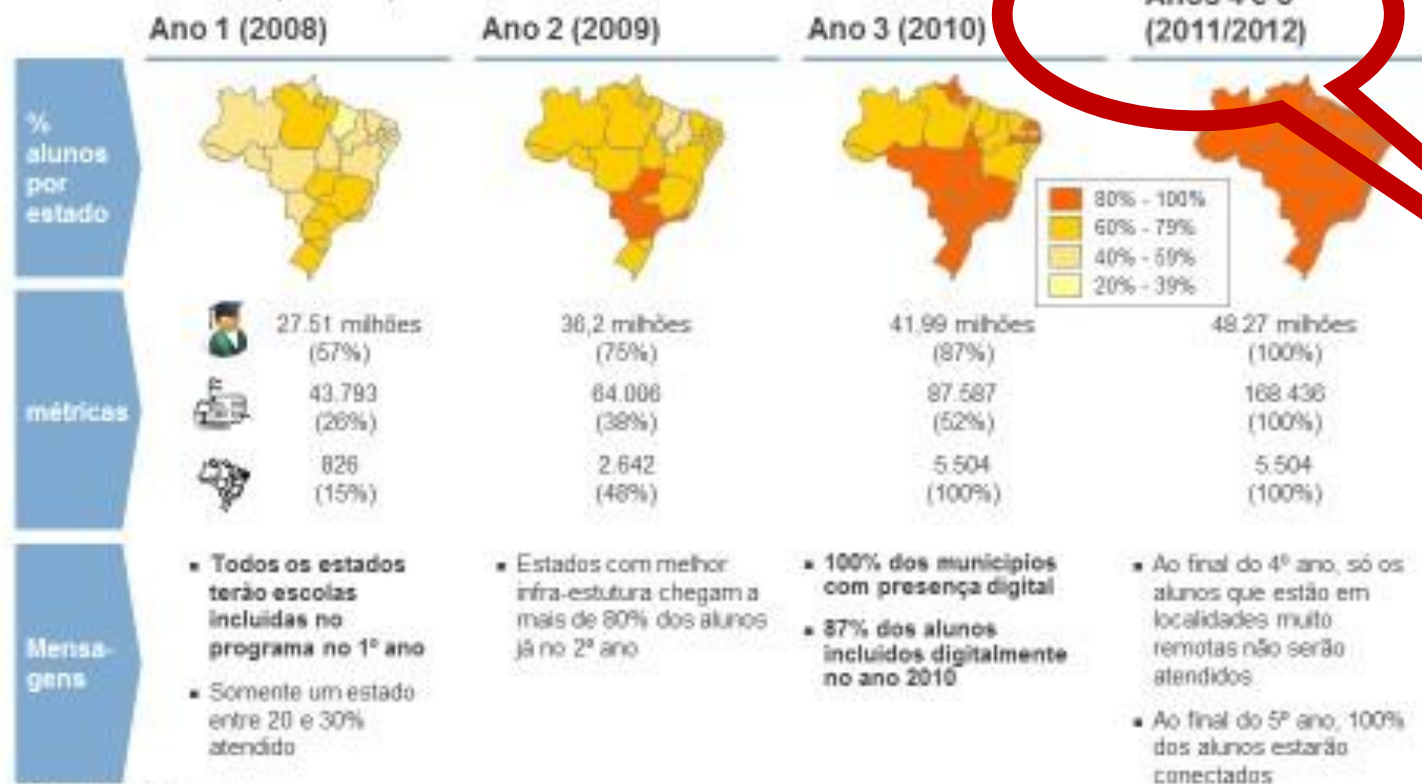 Ano 1 (2008)
Ano 2 (2009)
Ano 3 (2010)
(2011/2012)
%
alunos
por
estado
80% - 100%
60% - 79%
40% - 59%
20% - 39%
métricas
27.51 milhões
(57%)
36,2 milhões
(75%)
41.99 milhões
(87%)
48.27 milhões
(100%)
43.793
(26%)
64.006
(38%)
87.587
(52%)
168.436
(100%)
826
(15%)
2.642
(48%)
5.504
(100%)
5.504
(100%)
Mensa-
gens
▪ Todos os estados
terão escolas
incluidas no
programa no 1º ano
▪ Somente um estado
entre 20 e 30%
atendido
▪ Estados com melhor
infra-estutura chegam a
mais de 80% dos alunos
já no 2º ano
▪ 100% dos municipios
com presença digital
▪ 87% dos alunos
incluidos digitalmente
no ano 2010
▪ Ao final do 4º ano, só os
alunos que estão em
localidades muito
remotas não serão
atendidos
▪ Ao final do 5º ano, 100%
dos alunos estarão
conectados